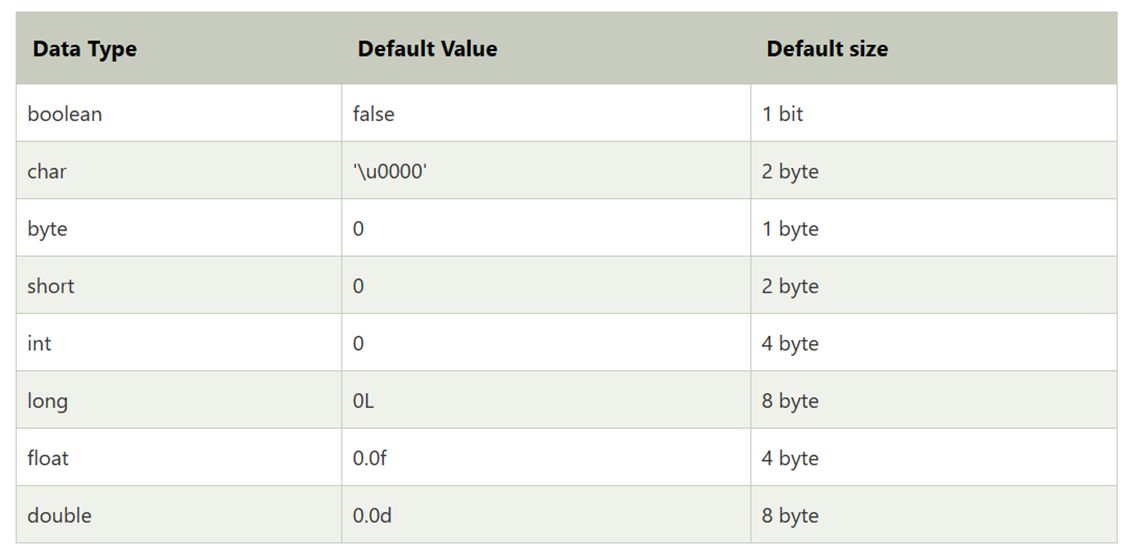 Data Type Default Value Default size
boolean false 1 bit
char '\u0000' 2 byte
byte 0 1 byte
short 0 2 byte
int 0 4 byte
long 0L 8 byte
float 0.0f 4 byte
double 0.0d 8 byte